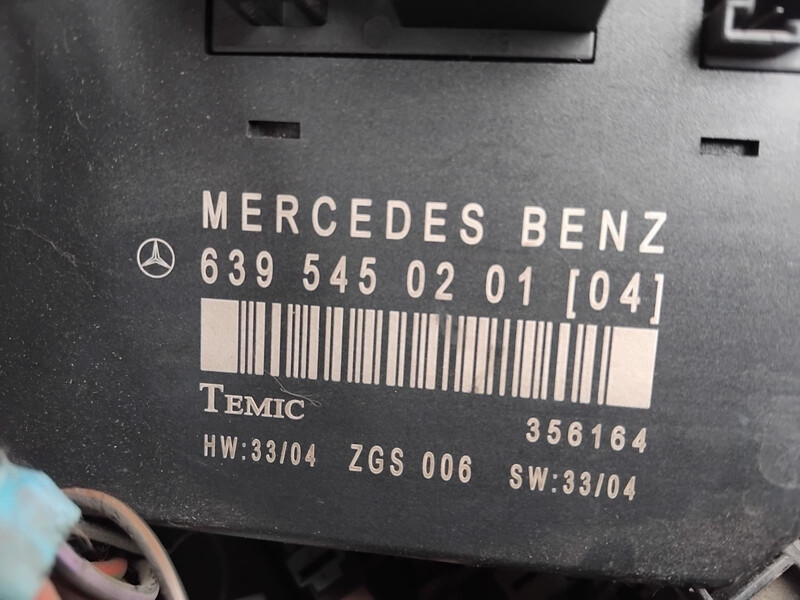 MERCEDES BENZ
639 545 02 01 [04]
TEMIC
356164
HW:33/04 ZGS 006 SW:33/04